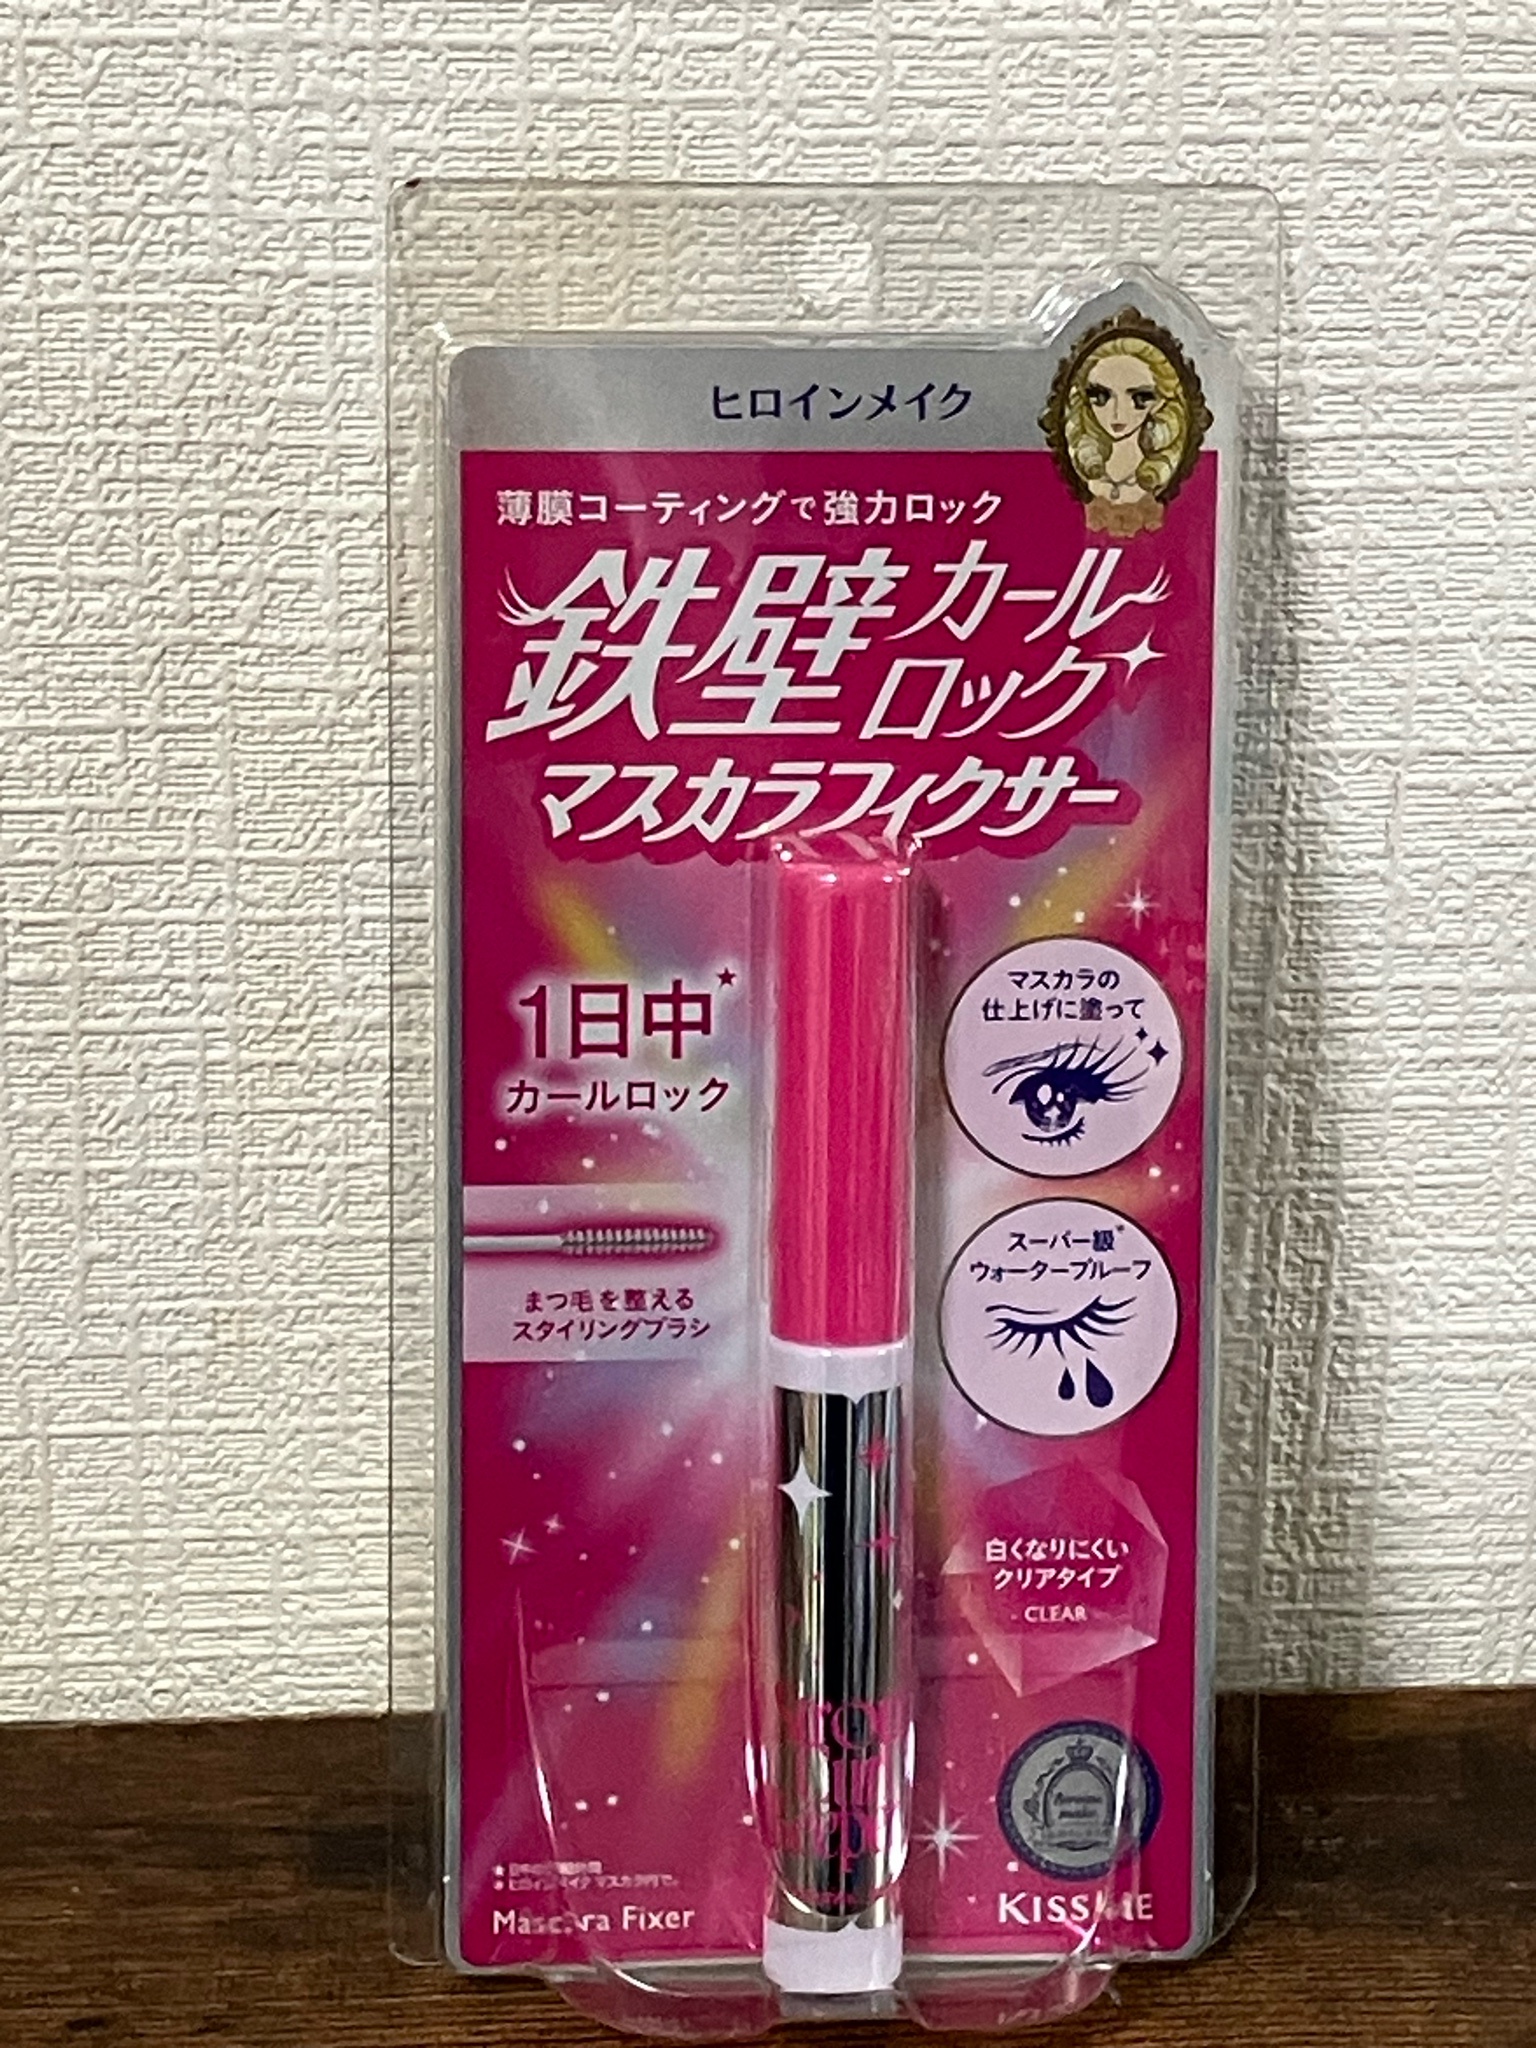 ヒロインメイク
薄膜コーティングで強力ロック
鉄壁カール
ロック
マスカラフィクサー
1日中★
カールロック
マスカラの
仕上げに塗って
まつ毛を整える
スタイリングブラシ
スーパー級*
ウォータープルーフ
白くなりにくい
クリアタイプ
- CLEAR
Mascara Fixer
KISSME